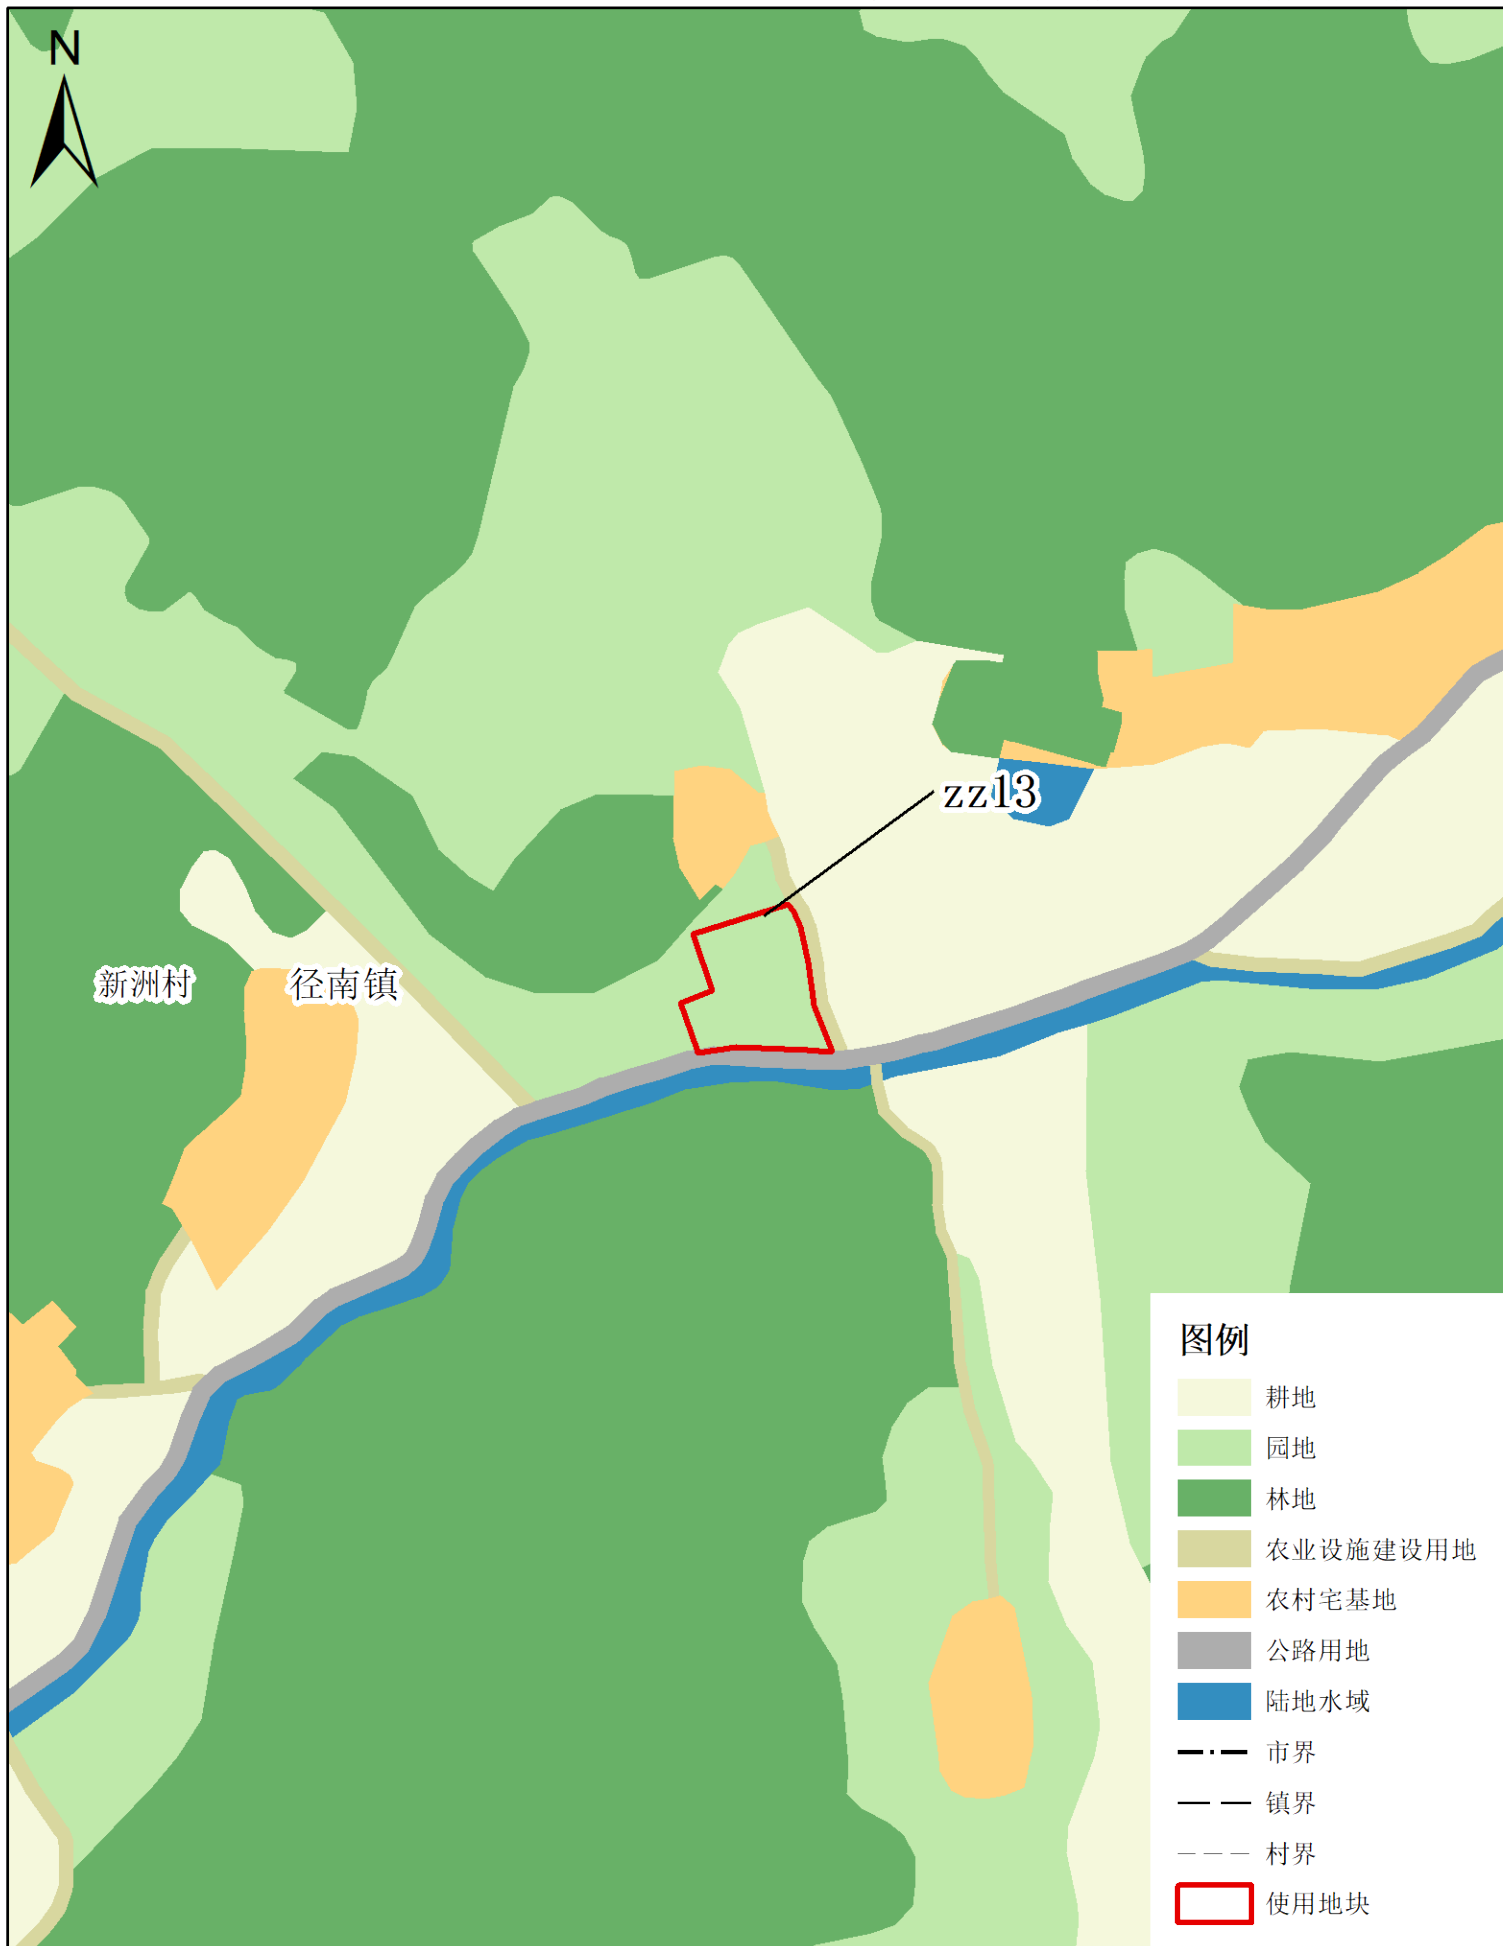 N
zz13
新洲村
径南镇
图例
耕地
园地
林地
农业设施建设用地
农村宅基地
公路用地
陆地水域
市界
镇界
村界
使用地块